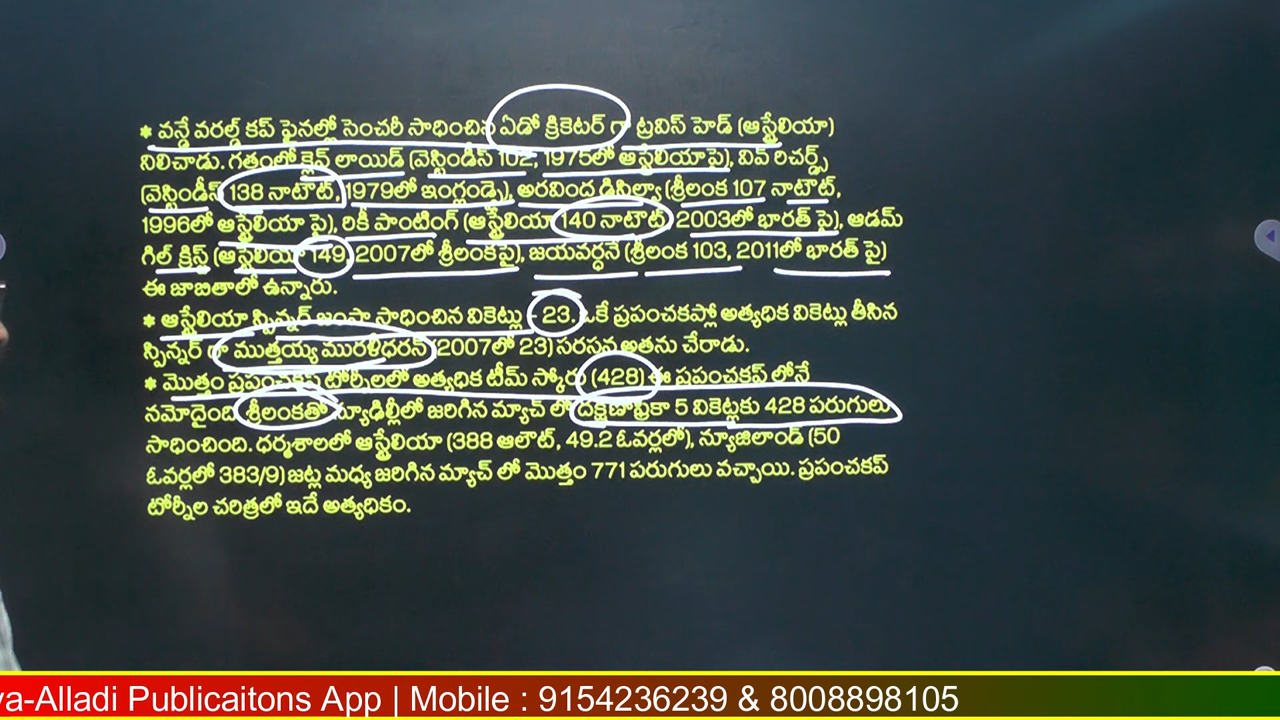 * వన్డే వరల్డ్ కప్ ఫైనల్లో సెంచరీ సాధించిన ఏడో క్రికెటర్ గా ట్రవిస్ హెడ్ (ఆస్ట్రేలియా)
నిలిచాడు. గతంలో క్లైవ్ లాయిడ్ (వెస్టిండీస్ 102, 1975లో ఆస్ట్రేలియాపై), వివ్ రిచర్డ్స్
(వెస్టిండీస్ 138 నాటౌట్, 1979లో ఇంగ్లండ్పై), అరవింద డిసిల్వా (శ్రీలంక 107 నాటౌట్,
1996లో ఆస్ట్రేలియా పై), రికీ పాంటింగ్ (ఆస్ట్రేలియా 140 నాటౌట్, 2003లో భారత్ పై), ఆడమ్
గిల్ క్రిస్ట్ (ఆస్ట్రేలియా 149, 2007లో శ్రీలంకపై), జయవర్ధనే (శ్రీలంక 103, 2011లో భారత్ పై)
ఈ జాబితాలో ఉన్నారు.
* ఆస్ట్రేలియా స్పిన్నర్ జంపా సాధించిన వికెట్లు - 23. ఒకే ప్రపంచకప్లో అత్యధిక వికెట్లు తీసిన
స్పిన్నర్ గా ముత్తయ్య మురళీధరన్ (2007లో 23) సరసన అతను చేరాడు.
* మొత్తం ప్రపంచకప్ టోర్నీలలో అత్యధిక టీమ్ స్కోరు (428) ఈ ప్రపంచకప్ లోనే
నమోదైంది. శ్రీలంకతో న్యూఢిల్లీలో జరిగిన మ్యాచ్ లో దక్షిణాఫ్రికా 5 వికెట్లకు 428 పరుగులు
సాధించింది. ధర్మశాలలో ఆస్ట్రేలియా (388 ఆలౌట్, 49.2 ఓవర్లలో), న్యూజిలాండ్ (50
ఓవర్లలో 383/9) జట్ల మధ్య జరిగిన మ్యాచ్ లో మొత్తం 771 పరుగులు వచ్చాయి. ప్రపంచకప్
టోర్నీల చరిత్రలో ఇదే అత్యధికం.
va-Alladi Publicaitons App | Mobile : 9154236239 & 8008898105